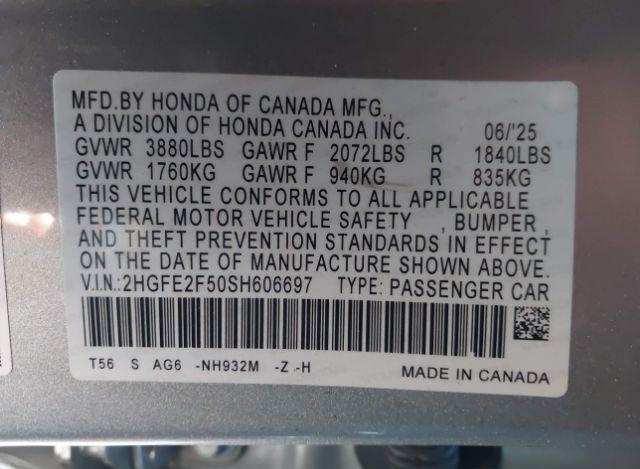 MFD.BY HONDA OF CANADA MFG.,
A DIVISION OF HONDA CANADA INC. 06/'25
GVWR 3880LBS GAWR F 2072LBS R 1840LBS
GVWR 1760KG GAWR F 940KG R 835KG
THIS VEHICLE CONFORMS TO ALL APPLICABLE
FEDERAL MOTOR VEHICLE SAFETY , BUMPER ,
AND THEFT PREVENTION STANDARDS IN EFFECT
ON THE DATE OF MANUFACTURE SHOWN ABOVE.
V.I.N.:2HGFE2F50SH606697 TYPE: PASSENGER CAR
T56 S AG6 -NH932M -Z -H MADE IN CANADA